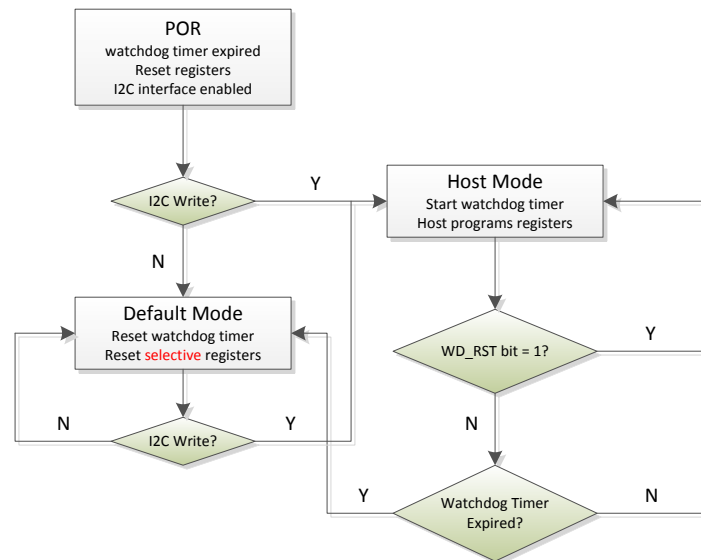 POR
watchdog timer expired
Reset registers
I2C interface enabled
I2C Write?
Y
Host Mode
Start watchdog timer
Host programs registers
N
Default Mode
Reset watchdog timer
Reset selective registers
WD_RST bit = 1?
Y
N
I2C Write?
Y
N
Y
Watchdog Timer
Expired?
N